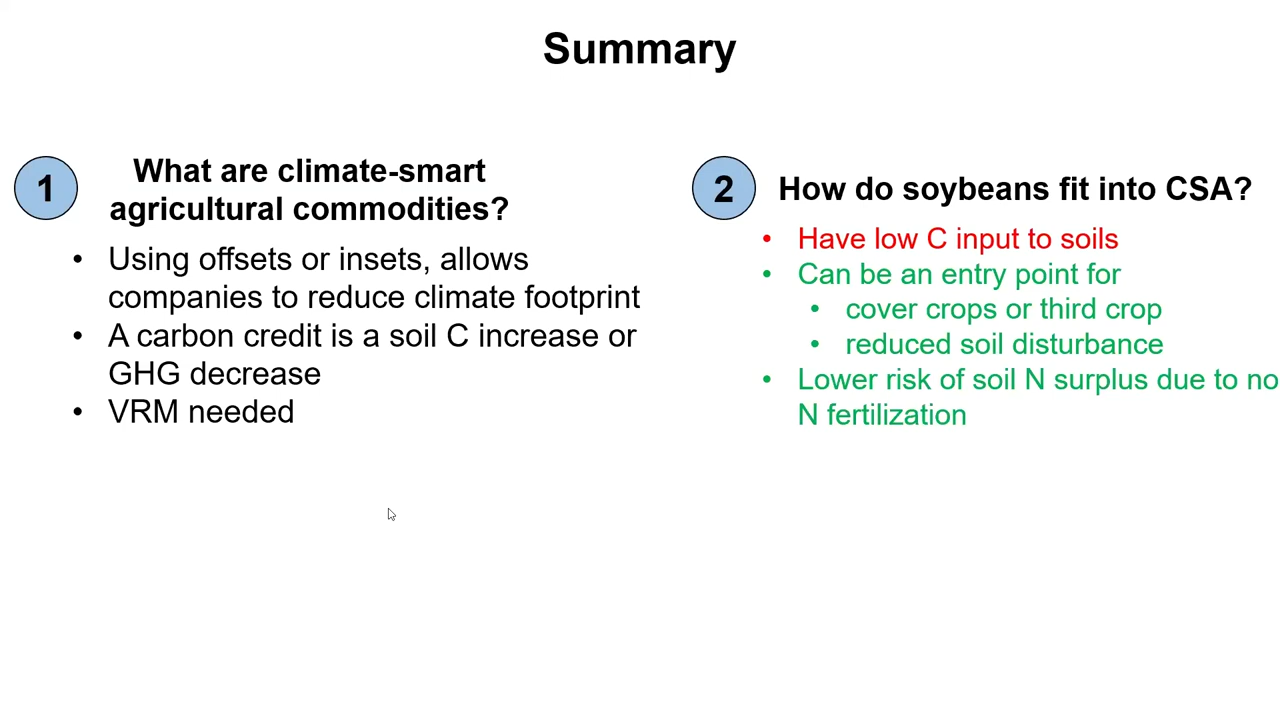 Summary
1
What are climate-smart
agricultural commodities?
• Using offsets or insets, allows
companies to reduce climate footprint
• A carbon credit is a soil C increase or
GHG decrease
• VRM needed
2
How do soybeans fit into CSA?
• Have low C input to soils
• Can be an entry point for
• cover crops or third crop
• reduced soil disturbance
• Lower risk of soil N surplus due to no
N fertilization